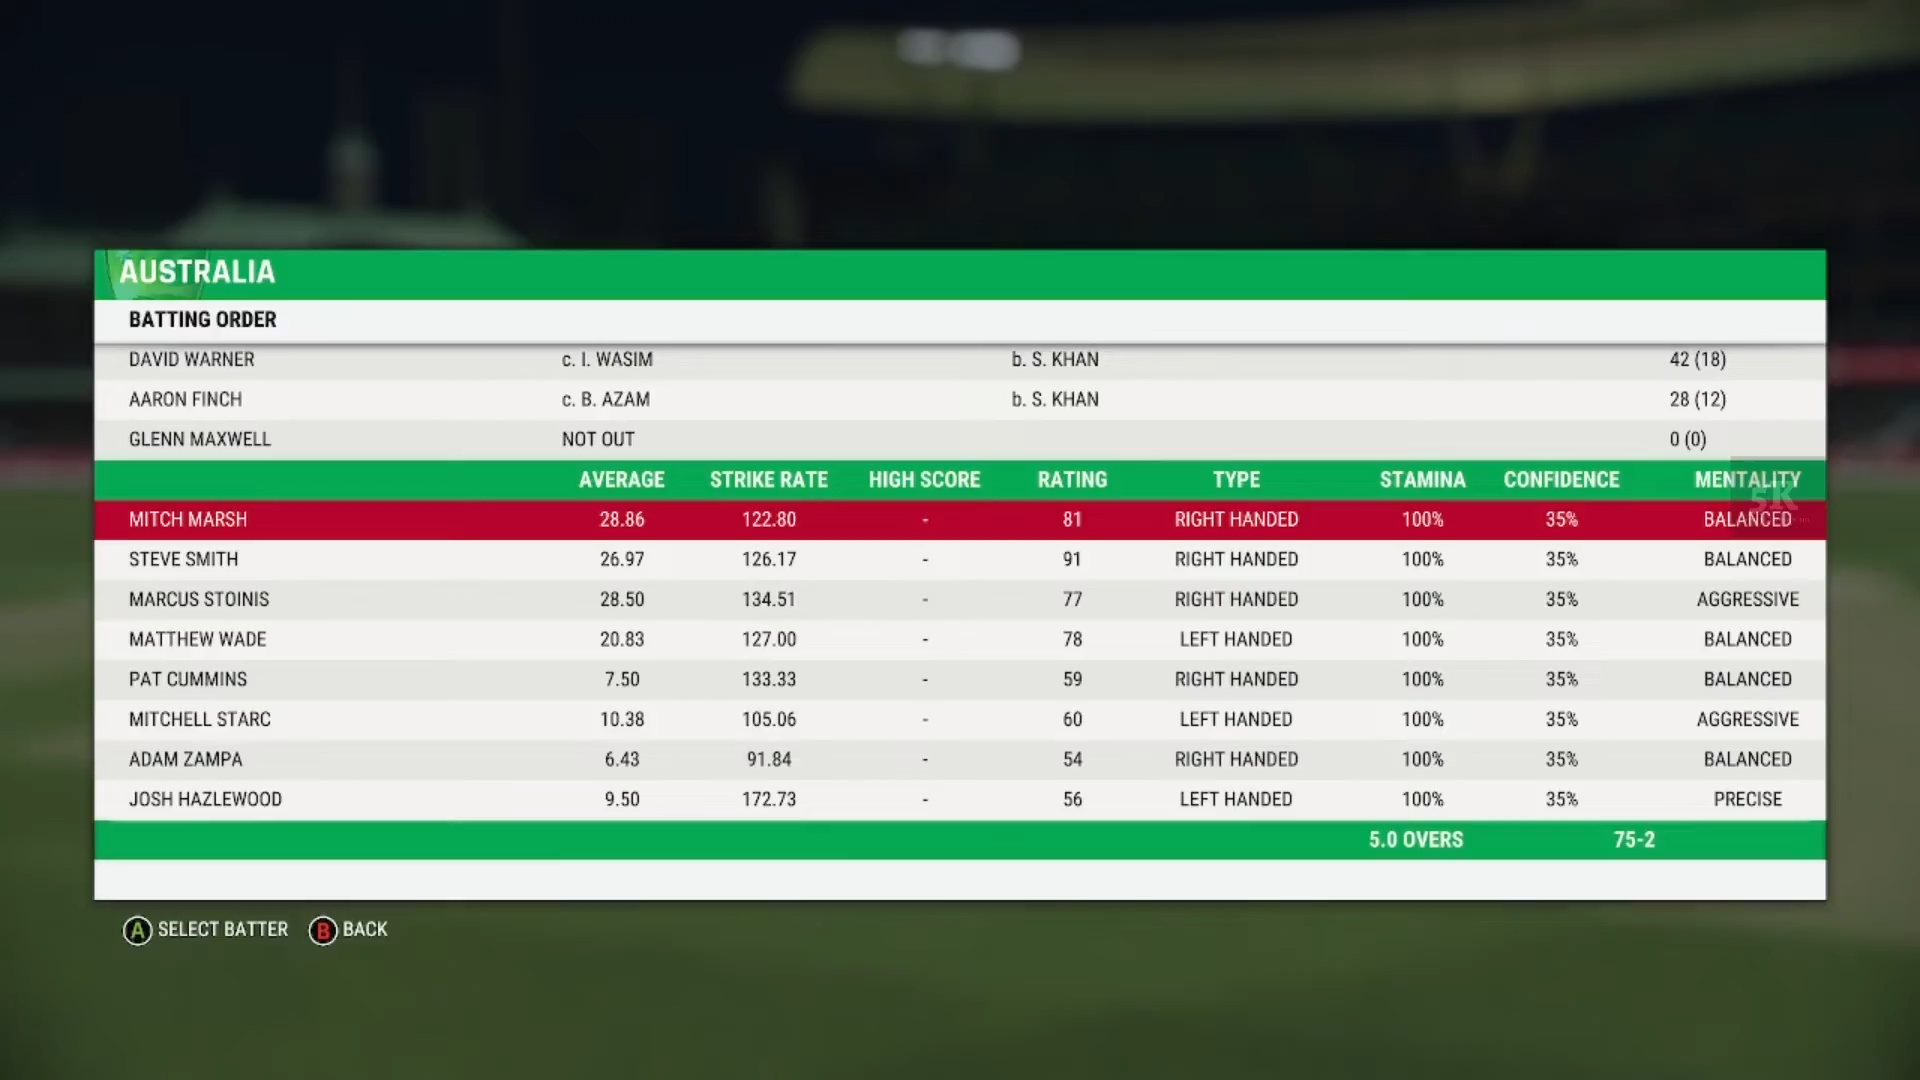 AUSTRALIA
BATTING ORDER
DAVID WARNER c. I. WASIM b. S. KHAN 42 (18)
AARON FINCH c. B. AZAM b. S. KHAN 28 (12)
GLENN MAXWELL NOT OUT 0 (0)
AVERAGE STRIKE RATE HIGH SCORE RATING TYPE STAMINA CONFIDENCE MENTALITY
5K
MITCH MARSH 28.86 122.80 - 81 RIGHT HANDED 100% 35% BALANCED
STEVE SMITH 26.97 126.17 - 91 RIGHT HANDED 100% 35% BALANCED
MARCUS STOINIS 28.50 134.51 - 77 RIGHT HANDED 100% 35% AGGRESSIVE
MATTHEW WADE 20.83 127.00 - 78 LEFT HANDED 100% 35% BALANCED
PAT CUMMINS 7.50 133.33 - 59 RIGHT HANDED 100% 35% BALANCED
MITCHELL STARC 10.38 105.06 - 60 LEFT HANDED 100% 35% AGGRESSIVE
ADAM ZAMPA 6.43 91.84 - 54 RIGHT HANDED 100% 35% BALANCED
JOSH HAZLEWOOD 9.50 172.73 - 56 LEFT HANDED 100% 35% PRECISE
5.0 OVERS 75-2
A SELECT BATTER B BACK